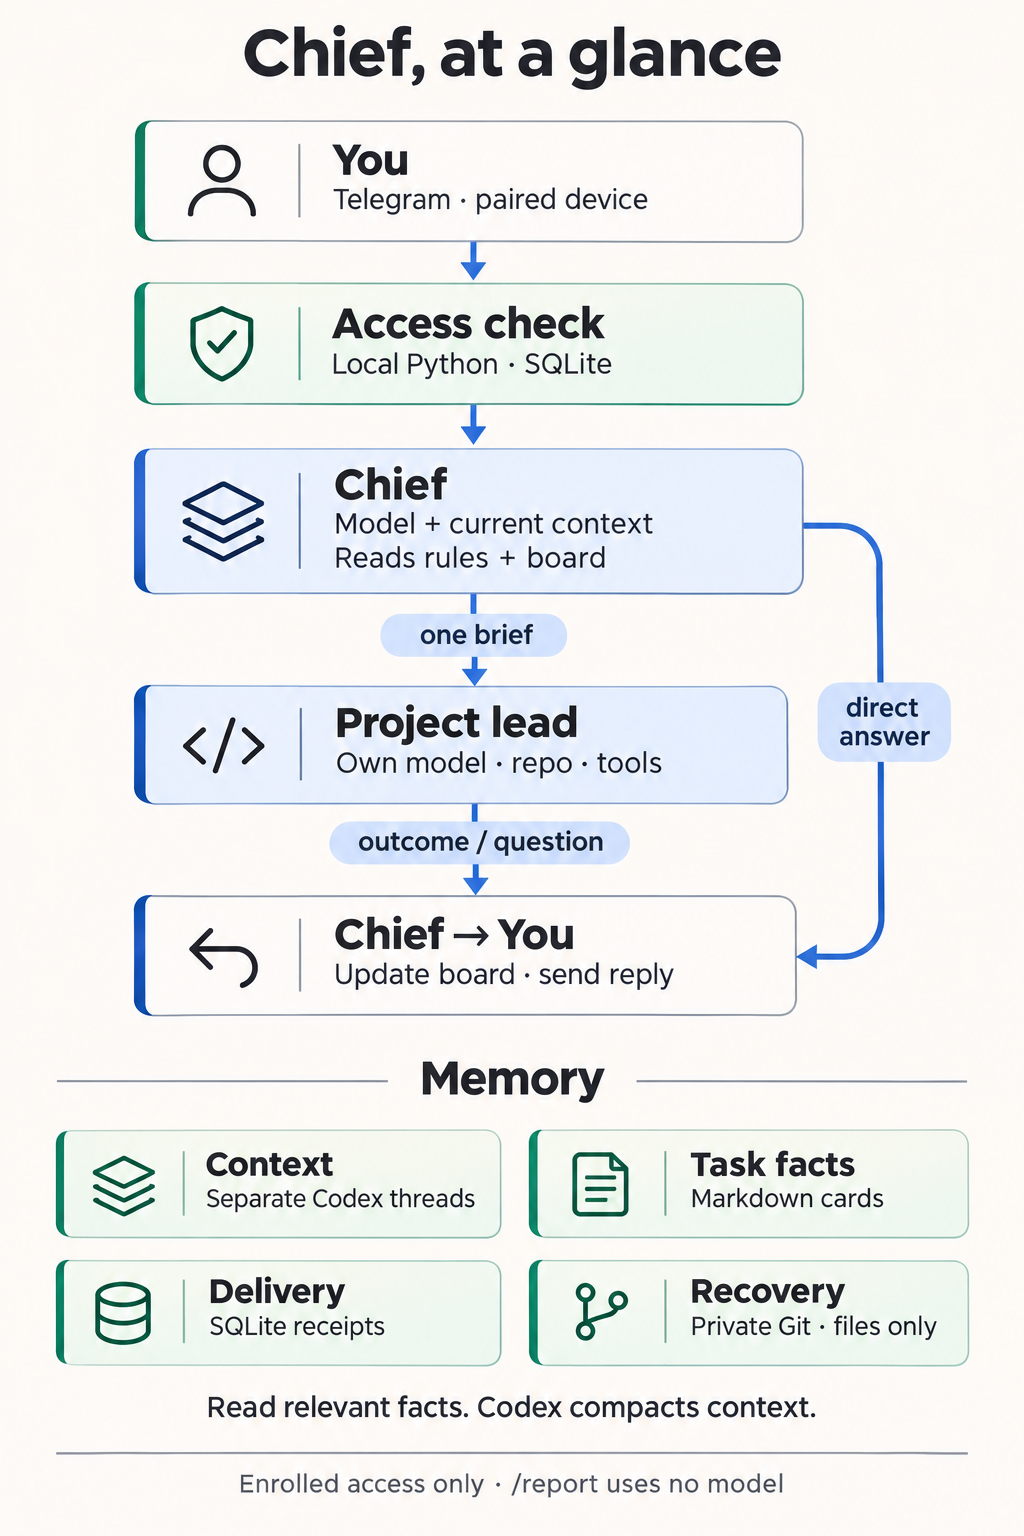 Chief, at a glance
You
Telegram · paired device
Access check
Local Python · SQLite
Chief
Model + current context
Reads rules + board
one brief
Project lead
Own model · repo · tools
direct
answer
outcome / question
Chief → You
Update board · send reply
Memory
Context
Separate Codex threads
Task facts
Markdown cards
Delivery
SQLite receipts
Recovery
Private Git · files only
Read relevant facts. Codex compacts context.
Enrolled access only · /report uses no model